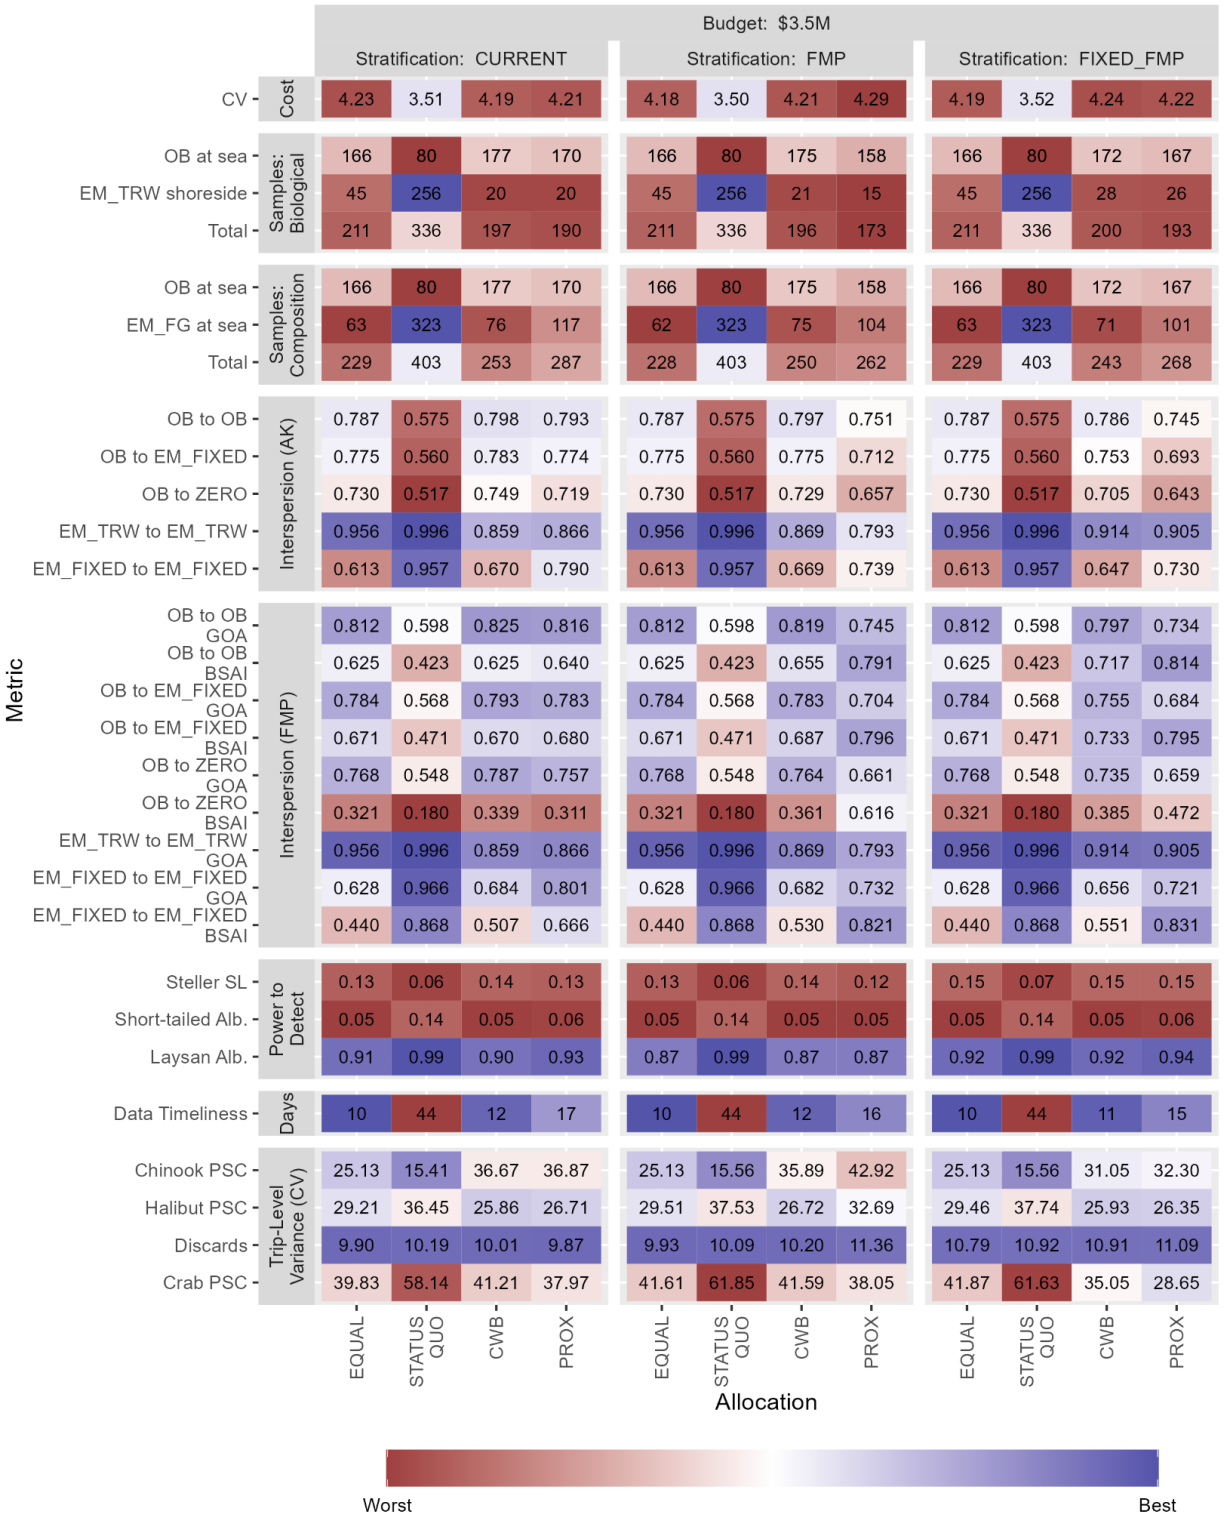 Budget: $3.5M
Stratification: CURRENT Stratification: FMP Stratification: FIXED_FMP
Cost
CV 4.23 3.51 4.19 4.21 4.18 3.50 4.21 4.29 4.19 3.52 4.24 4.22
Samples:
Biological
OB at sea 166 80 177 170 166 80 175 158 166 80 172 167
EM_TRW shoreside 45 256 20 20 45 256 21 15 45 256 28 26
Total 211 336 197 190 211 336 196 173 211 336 200 193
Samples:
Composition
OB at sea 166 80 177 170 166 80 175 158 166 80 172 167
EM_FG at sea 63 323 76 117 62 323 75 104 63 323 71 101
Total 229 403 253 287 228 403 250 262 229 403 243 268
Interspersion (AK)
OB to OB 0.787 0.575 0.798 0.793 0.787 0.575 0.797 0.751 0.787 0.575 0.786 0.745
OB to EM_FIXED 0.775 0.560 0.783 0.774 0.775 0.560 0.775 0.712 0.775 0.560 0.753 0.693
OB to ZERO 0.730 0.517 0.749 0.719 0.730 0.517 0.729 0.657 0.730 0.517 0.705 0.643
EM_TRW to EM_TRW 0.956 0.996 0.859 0.866 0.956 0.996 0.869 0.793 0.956 0.996 0.914 0.905
EM_FIXED to EM_FIXED 0.613 0.957 0.670 0.790 0.613 0.957 0.669 0.739 0.613 0.957 0.647 0.730
Metric
Interspersion (FMP)
OB to OB
GOA 0.812 0.598 0.825 0.816 0.812 0.598 0.819 0.745 0.812 0.598 0.797 0.734
OB to OB
BSAI 0.625 0.423 0.625 0.640 0.625 0.423 0.655 0.791 0.625 0.423 0.717 0.814
OB to EM_FIXED
GOA 0.784 0.568 0.793 0.783 0.784 0.568 0.783 0.704 0.784 0.568 0.755 0.684
OB to EM_FIXED
BSAI 0.671 0.471 0.670 0.680 0.671 0.471 0.687 0.796 0.671 0.471 0.733 0.795
OB to ZERO
GOA 0.768 0.548 0.787 0.757 0.768 0.548 0.764 0.661 0.768 0.548 0.735 0.659
OB to ZERO
BSAI 0.321 0.180 0.339 0.311 0.321 0.180 0.361 0.616 0.321 0.180 0.385 0.472
EM_TRW to EM_TRW
GOA 0.956 0.996 0.859 0.866 0.956 0.996 0.869 0.793 0.956 0.996 0.914 0.905
EM_FIXED to EM_FIXED
GOA 0.628 0.966 0.684 0.801 0.628 0.966 0.682 0.732 0.628 0.966 0.656 0.721
EM_FIXED to EM_FIXED
BSAI 0.440 0.868 0.507 0.666 0.440 0.868 0.530 0.821 0.440 0.868 0.551 0.831
Power to
Detect
Steller SL 0.13 0.06 0.14 0.13 0.13 0.06 0.14 0.12 0.15 0.07 0.15 0.15
Short-tailed Alb. 0.05 0.14 0.05 0.06 0.05 0.14 0.05 0.05 0.05 0.14 0.05 0.06
Laysan Alb. 0.91 0.99 0.90 0.93 0.87 0.99 0.87 0.87 0.92 0.99 0.92 0.94
Days
Data Timeliness 10 44 12 17 10 44 12 16 10 44 11 15
Trip-Level
Variance (CV)
Chinook PSC 25.13 15.41 36.67 36.87 25.13 15.56 35.89 42.92 25.13 15.56 31.05 32.30
Halibut PSC 29.21 36.45 25.86 26.71 29.51 37.53 26.72 32.69 29.46 37.74 25.93 26.35
Discards 9.90 10.19 10.01 9.87 9.93 10.09 10.20 11.36 10.79 10.92 10.91 11.09
Crab PSC 39.83 58.14 41.21 37.97 41.61 61.85 41.59 38.05 41.87 61.63 35.05 28.65
EQUAL STATUS QUO CWB PROX EQUAL STATUS QUO CWB PROX EQUAL STATUS QUO CWB PROX
Allocation
Worst Best